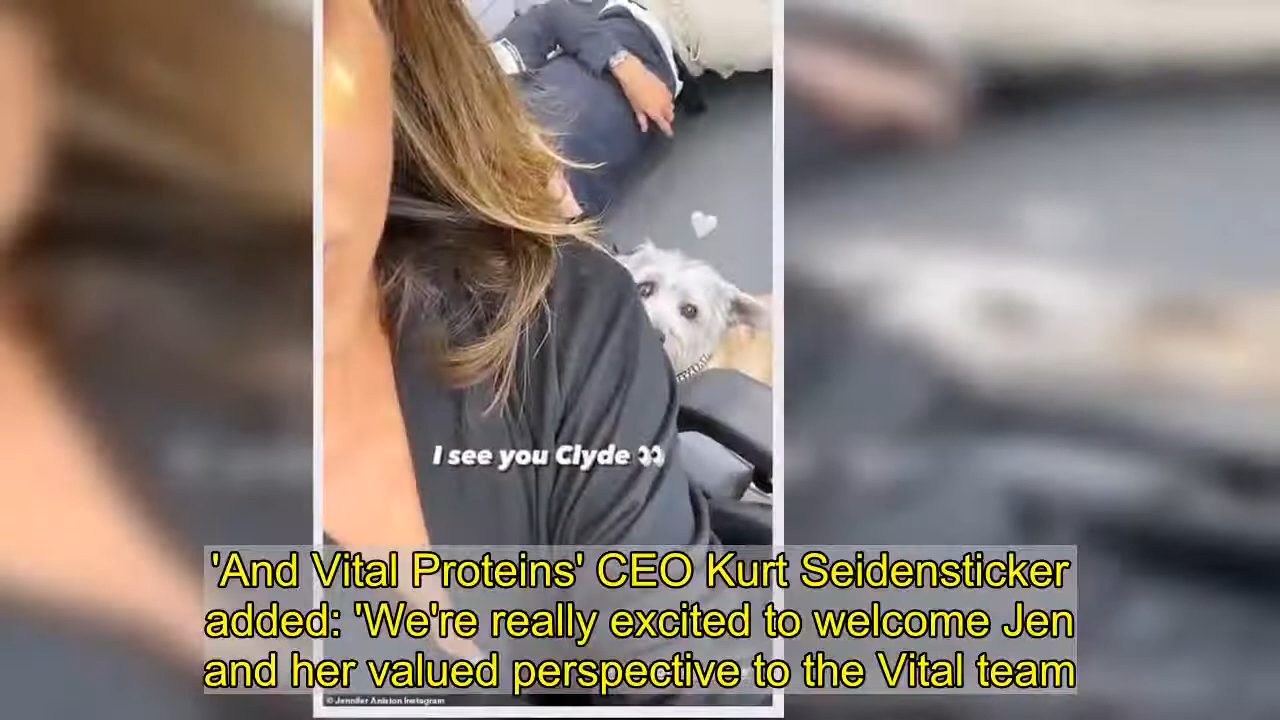 I see you Clyde 👀
'And Vital Proteins' CEO Kurt Seidensticker
added: 'We're really excited to welcome Jen
and her valued perspective to the Vital team
© Jennifer Aniston Instagram